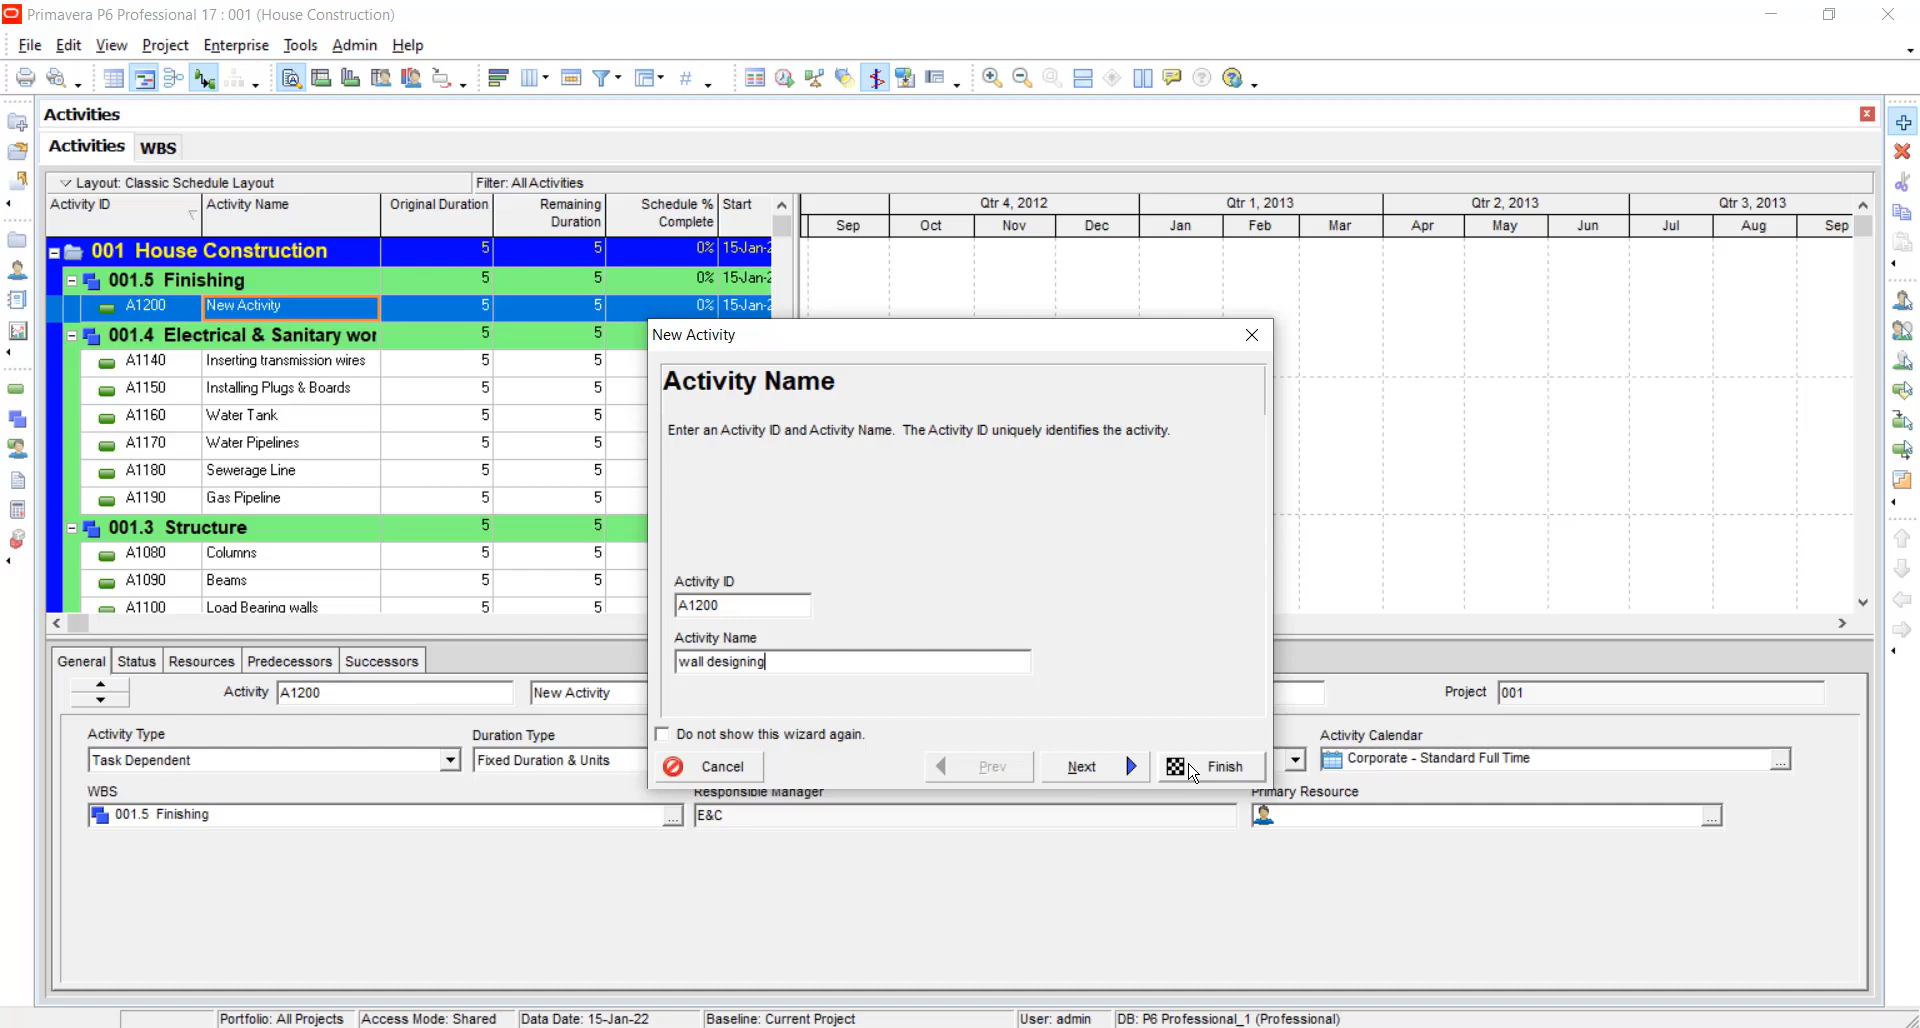 Primavera P6 Professional 17 : 001 (House Construction)
File Edit View Project Enterprise Tools Admin Help
Activities
Activities WBS
Layout: Classic Schedule Layout Filter: All Activities
Activity ID Activity Name Original Duration Remaining Duration Schedule % Complete Start
Qtr 4, 2012 Qtr 1, 2013 Qtr 2, 2013 Qtr 3, 2013
Sep Oct Nov Dec Jan Feb Mar Apr May Jun Jul Aug Sep
001 House Construction 5 5 0% 15-Jan-2
001.5 Finishing 5 5 0% 15-Jan-2
A1200 New Activity 5 5 0% 15-Jan-2
001.4 Electrical & Sanitary wor 5 5
A1140 Inserting transmission wires 5 5
A1150 Installing Plugs & Boards 5 5
A1160 Water Tank 5 5
A1170 Water Pipelines 5 5
A1180 Sewerage Line 5 5
A1190 Gas Pipeline 5 5
001.3 Structure 5 5
A1080 Columns 5 5
A1090 Beams 5 5
A1100 Load Bearing walls 5 5
New Activity
Activity Name
Enter an Activity ID and Activity Name. The Activity ID uniquely identifies the activity.
Activity ID
A1200
Activity Name
wall designing
Do not show this wizard again.
Cancel Prev Next Finish
General Status Resources Predecessors Successors
Activity A1200 New Activity Project 001
Activity Type Duration Type Activity Calendar
Task Dependent Fixed Duration & Units Corporate - Standard Full Time
WBS Responsible Manager Primary Resource
001.5 Finishing ... E&C ...
Portfolio: All Projects Access Mode: Shared Data Date: 15-Jan-22 Baseline: Current Project User: admin DB: P6 Professional_1 (Professional)